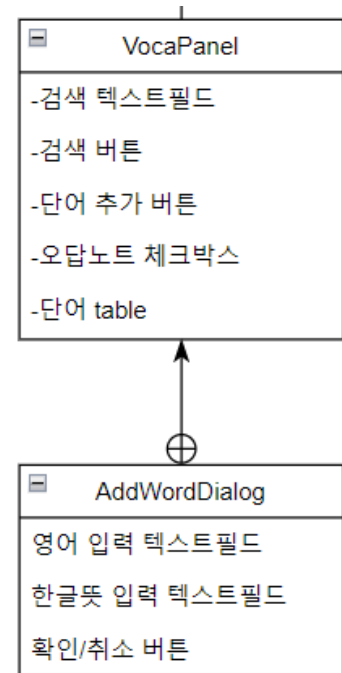 VocaPanel
-검색 텍스트필드
-검색 버튼
-단어 추가 버튼
-오답노트 체크박스
-단어 table
AddWordDialog
영어 입력 텍스트필드
한글뜻 입력 텍스트필드
확인/취소 버튼